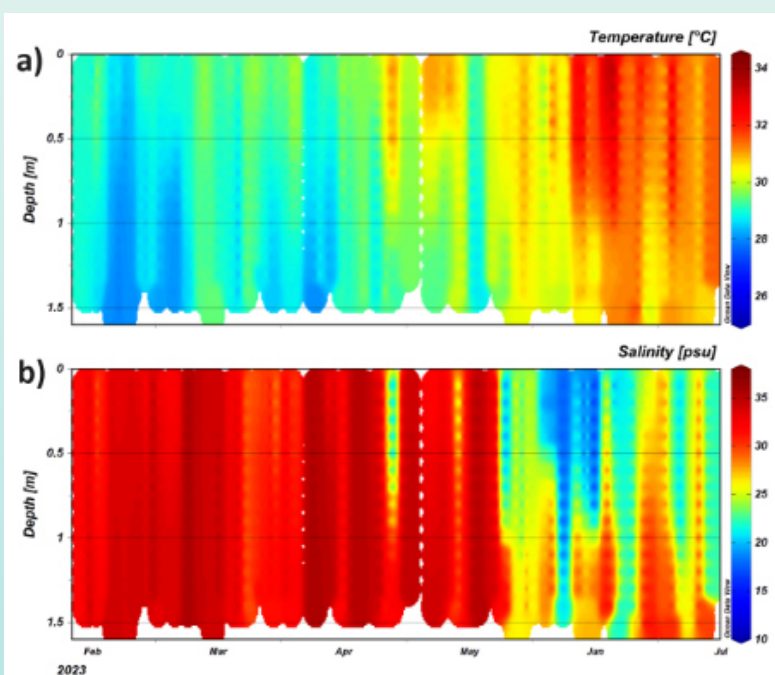 Temperature [°C]
a)
0
0.5
1
1.5
Depth [m]
34
32
30
28
26
Ocean Data View
Salinity [psu]
b)
0
0.5
1
1.5
Depth [m]
35
30
25
20
15
10
Ocean Data View
Feb Mar Apr May Jun Jul
2023